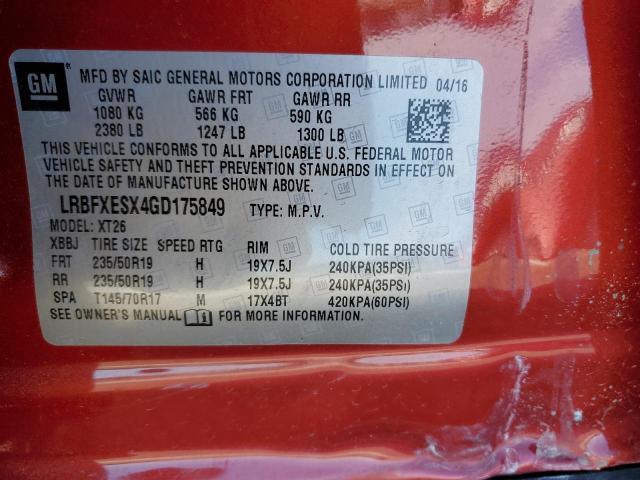 GM
MFD BY SAIC GENERAL MOTORS CORPORATION LIMITED 04/16
GVWR GAWR FRT GAWR RR
1080 KG 566 KG 590 KG
2380 LB 1247 LB 1300 LB
THIS VEHICLE CONFORMS TO ALL APPLICABLE U.S. FEDERAL MOTOR
VEHICLE SAFETY AND THEFT PREVENTION STANDARDS IN EFFECT ON
THE DATE OF MANUFACTURE SHOWN ABOVE.
LRBFXESX4GD175849 TYPE: M.P.V.
MODEL: XT26
XBBJ TIRE SIZE SPEED RTG RIM COLD TIRE PRESSURE
FRT 235/50R19 H 19X7.5J 240KPA(35PSI)
RR 235/50R19 H 19X7.5J 240KPA(35PSI)
SPA T145/70R17 M 17X4BT 420KPA(60PSI)
SEE OWNER'S MANUAL FOR MORE INFORMATION.